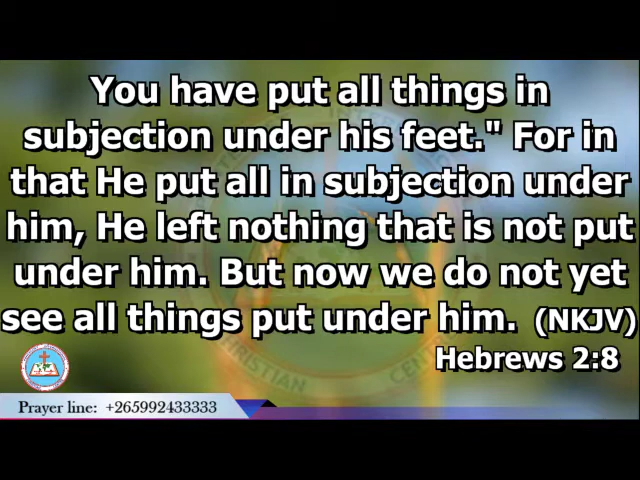 You have put all things in
subjection under his feet." For in
that He put all in subjection under
him, He left nothing that is not put
under him. But now we do not yet
see all things put under him. (NKJV)
Hebrews 2:8
CHRISTIAN
Prayer line: +265992433333